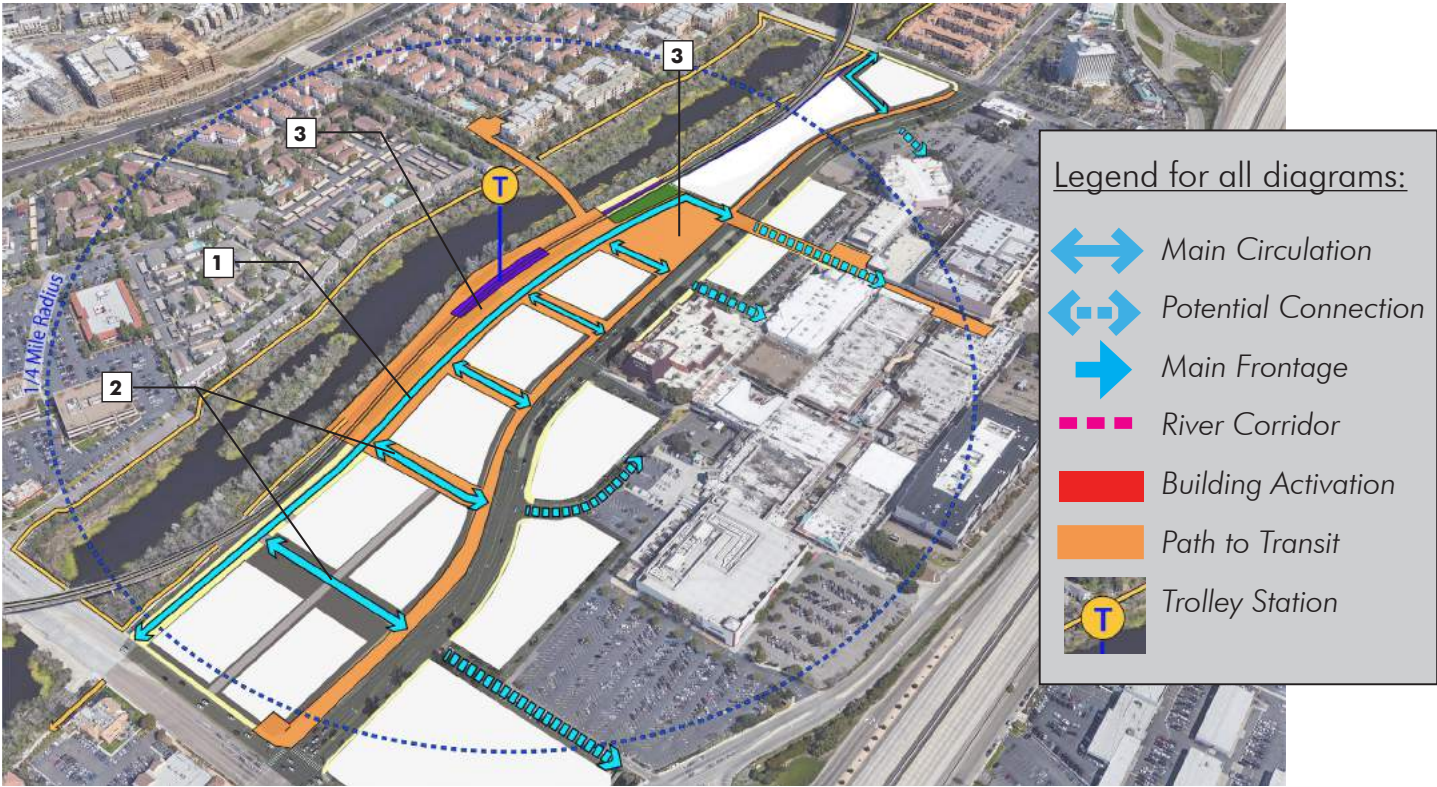 3
3
T
1
1/4 Mile Radius
2
Legend for all diagrams:
Main Circulation
Potential Connection
Main Frontage
River Corridor
Building Activation
Path to Transit
T
Trolley Station